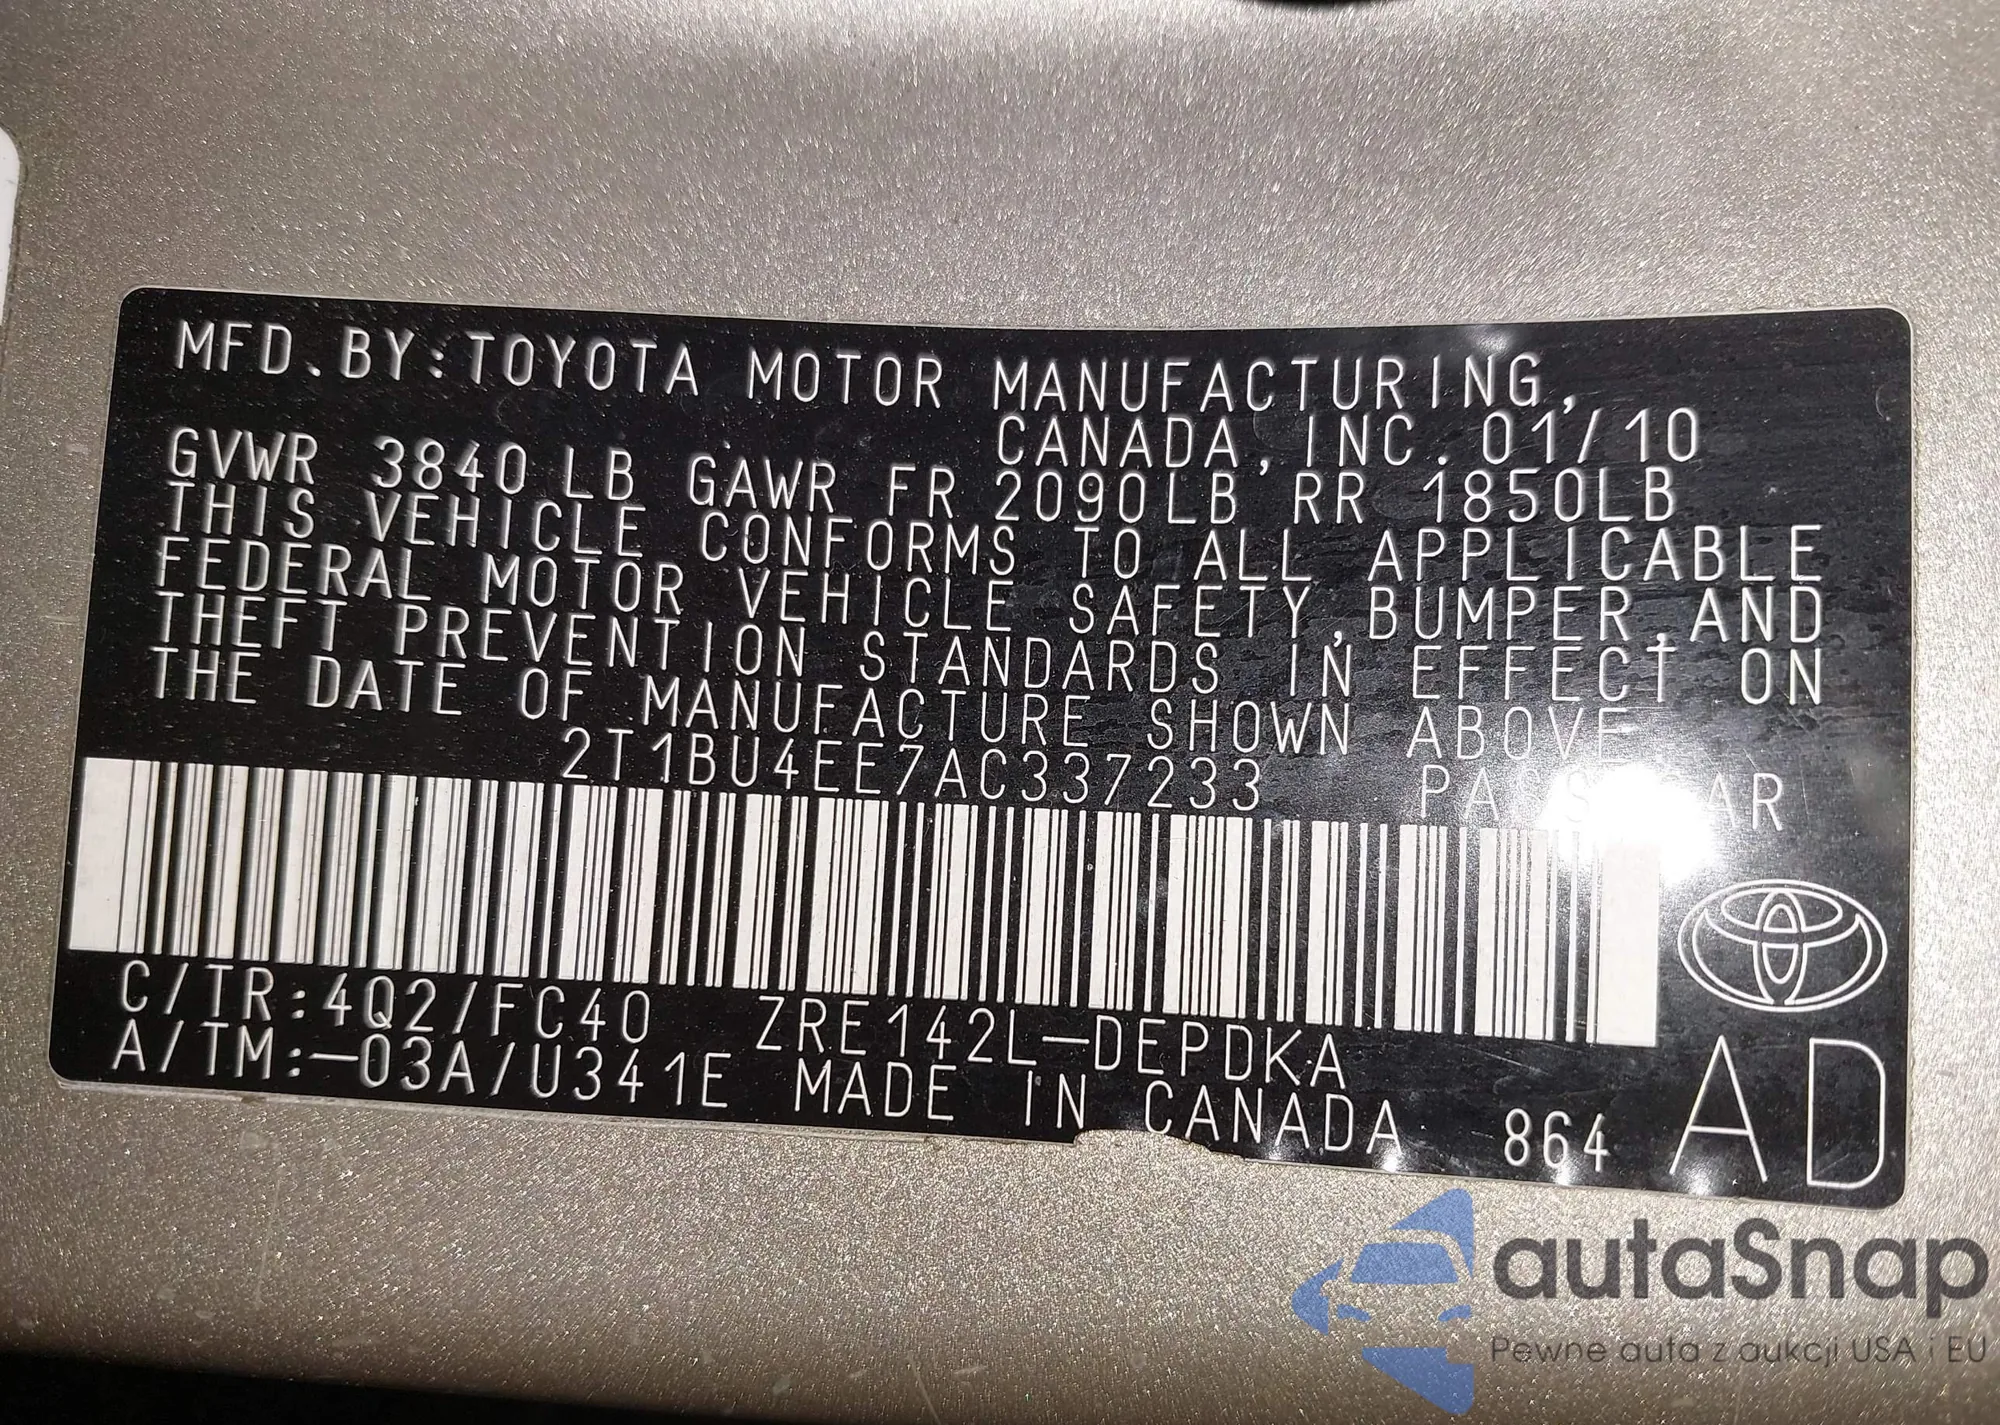 MFD.BY:TOYOTA MOTOR MANUFACTURING,
CANADA,INC.01/10
GVWR 3840LB GAWR FR 2090LB RR 1850LB
THIS VEHICLE CONFORMS TO ALL APPLICABLE
FEDERAL MOTOR VEHICLE SAFETY,BUMPER,AND
THEFT PREVENTION STANDARDS IN EFFECT ON
THE DATE OF MANUFACTURE SHOWN ABOVE.
2T1BU4EE7AC337233 PASS CAR
C/TR:4Q2/FC40 ZRE142L-DEPDKA
A/TM:-03A/U341E MADE IN CANADA 864 AD
autaSnap
Pewne auta z aukcji USA i EU